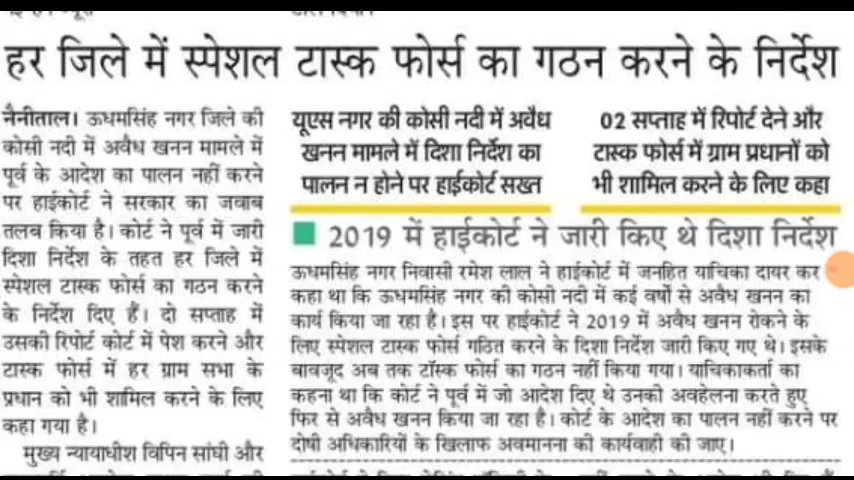 हर जिले में स्पेशल टास्क फोर्स का गठन करने के निर्देश
नैनीताल। ऊधमसिंह नगर जिले की
कोसी नदी में अवैध खनन मामले में
पूर्व के आदेश का पालन नहीं करने
पर हाईकोर्ट ने सरकार का जवाब
तलब किया है। कोर्ट ने पूर्व में जारी
दिशा निर्देश के तहत हर जिले में
स्पेशल टास्क फोर्स का गठन करने
के निर्देश दिए हैं। दो सप्ताह में
उसकी रिपोर्ट कोर्ट में पेश करने और
टास्क फोर्स में हर ग्राम सभा के
प्रधान को भी शामिल करने के लिए
कहा गया है।
मुख्य न्यायाधीश विपिन सांघी और
यूएस नगर की कोसी नदी में अवैध
खनन मामले में दिशा निर्देश का
पालन न होने पर हाईकोर्ट सख्त
02 सप्ताह में रिपोर्ट देने और
टास्क फोर्स में ग्राम प्रधानों को
भी शामिल करने के लिए कहा
2019 में हाईकोर्ट ने जारी किए थे दिशा निर्देश
ऊधमसिंह नगर निवासी रमेश लाल ने हाईकोर्ट में जनहित याचिका दायर कर
कहा था कि ऊधमसिंह नगर की कोसी नदी में कई वर्षों से अवैध खनन का
कार्य किया जा रहा है। इस पर हाईकोर्ट ने 2019 में अवैध खनन रोकने के
लिए स्पेशल टास्क फोर्स गठित करने के दिशा निर्देश जारी किए गए थे। इसके
बावजूद अब तक टॉस्क फोर्स का गठन नहीं किया गया। याचिकाकर्ता का
कहना था कि कोर्ट ने पूर्व में जो आदेश दिए थे उनकी अवहेलना करते हुए
फिर से अवैध खनन किया जा रहा है। कोर्ट के आदेश का पालन नहीं करने पर
दोषी अधिकारियों के खिलाफ अवमानना की कार्यवाही की जाए।